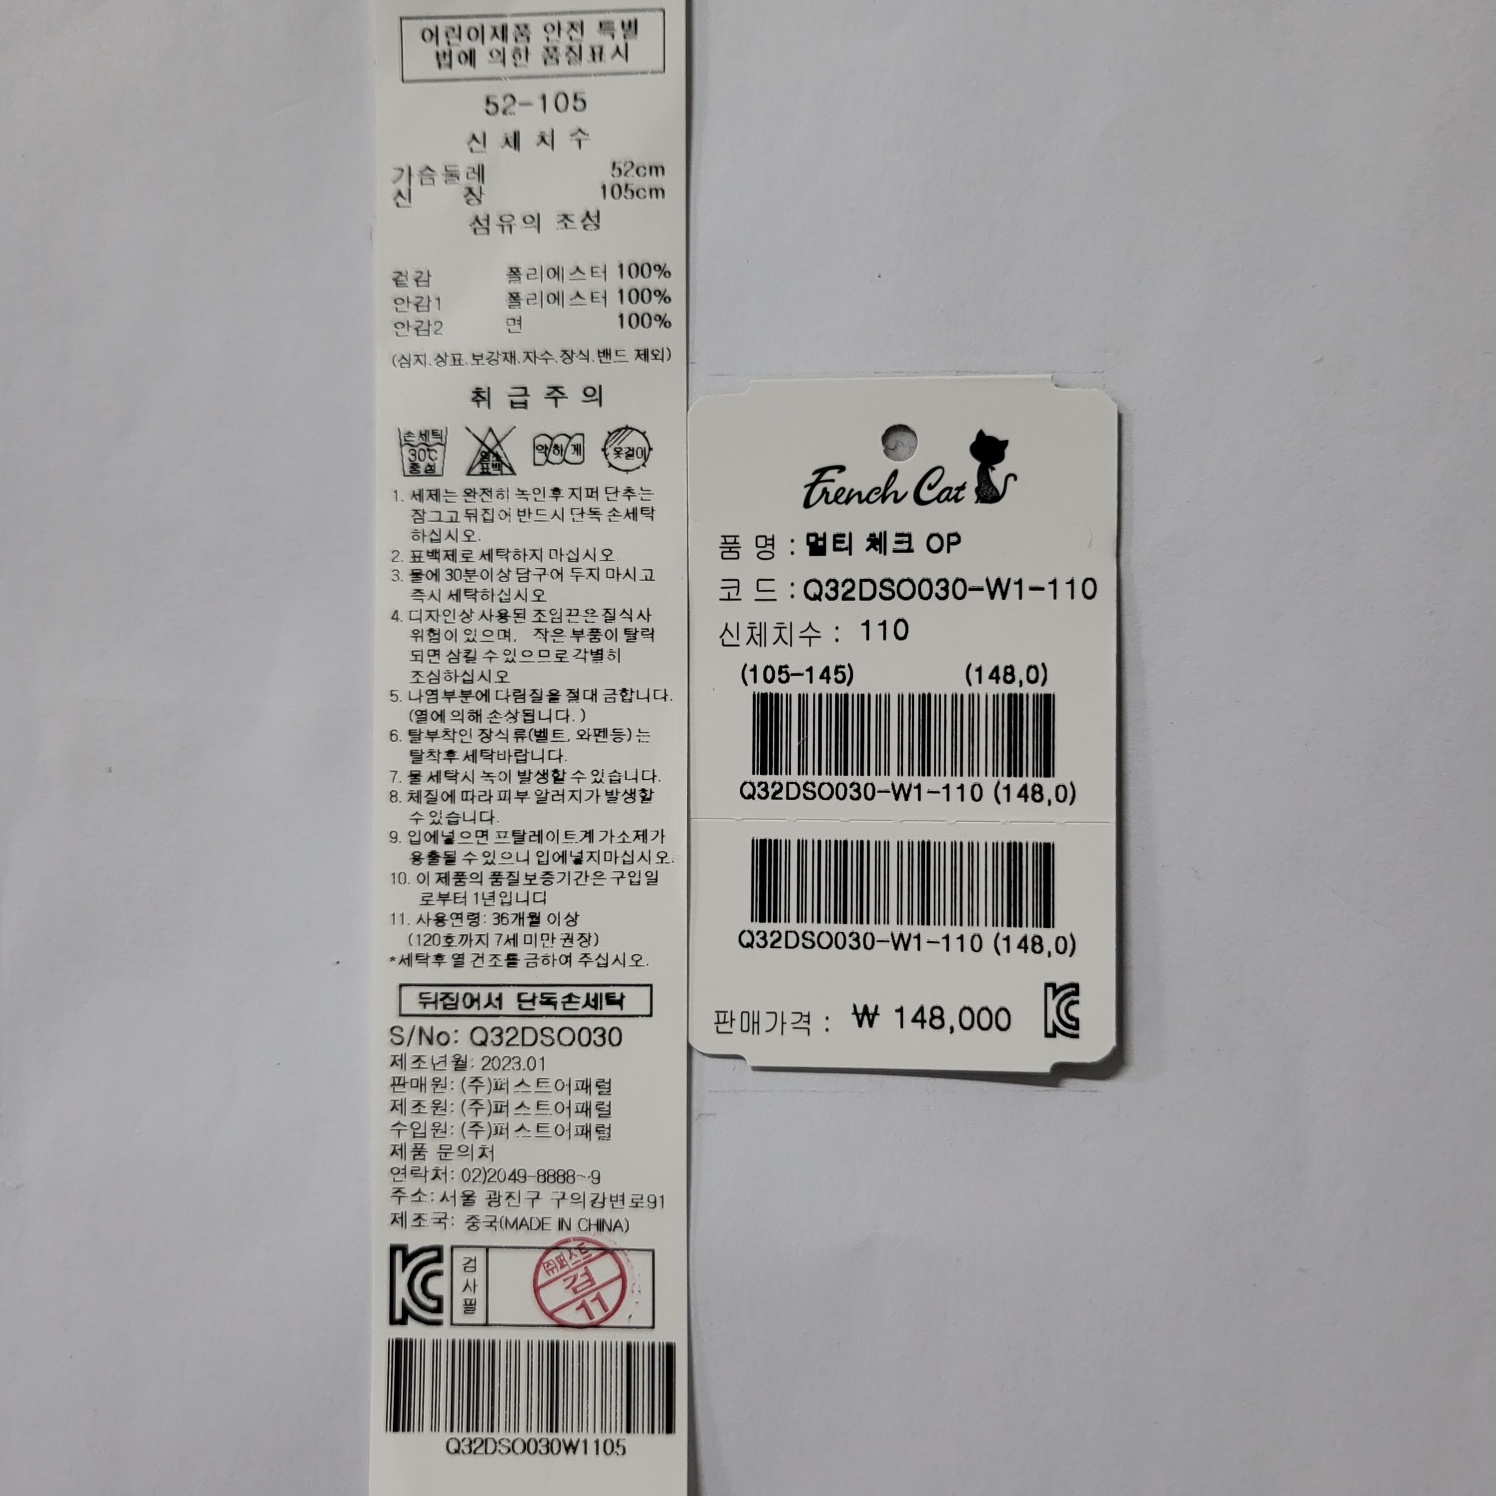 어린이제품 안전 특별
법에 의한 품질표시
52-105
신 체 치 수
가슴둘레 52cm
신 장 105cm
섬유의 조성
겉감 폴리에스터 100%
안감1 폴리에스터 100%
안감2 면 100%
(심지.상표.보강재.자수.장식.밴드 제외)
취 급 주 의
손세탁 30℃ 중성
염소 표백
약하게
옷걸이
1. 세제는 완전히 녹인후 지퍼 단추는
잠그고 뒤집어 반드시 단독 손세탁
하십시오.
2. 표백제로 세탁하지 마십시오
3. 물에 30분이상 담구어 두지 마시고
즉시 세탁하십시오
4. 디자인상 사용된 조임끈은 질식사
위험이 있으며, 작은 부품이 탈락
되면 삼킬 수 있으므로 각별히
조심하십시오
5. 나염부분에 다림질을 절대 금합니다.
(열에 의해 손상됩니다.)
6. 탈부착인 장식류(벨트, 와펜등)는
탈착후 세탁바랍니다.
7. 물 세탁시 녹이 발생할 수 있습니다.
8. 체질에 따라 피부 알러지가 발생할
수 있습니다.
9. 입에넣으면 프탈레이트계 가소제가
용출될 수 있으니 입에넣지마십시오.
10. 이 제품의 품질보증기간은 구입일
로부터 1년입니다
11. 사용연령: 36개월 이상
(120호까지 7세 미만 권장)
*세탁후 열 건조를 금하여 주십시오.
뒤집어서 단독손세탁
S/No: Q32DSO030
제조년월: 2023.01
판매원: (주)퍼스트어패럴
제조원: (주)퍼스트어패럴
수입원: (주)퍼스트어패럴
제품 문의처
연락처: 02)2049-8888~9
주소: 서울 광진구 구의강변로91
제조국: 중국(MADE IN CHINA)
KC
검사필
㈜퍼스트
검
11
Q32DSO030W1105
French Cat
품 명 : 멀티 체크 OP
코 드 : Q32DSO030-W1-110
신체치수 : 110
(105-145) (148,0)
Q32DSO030-W1-110 (148,0)
Q32DSO030-W1-110 (148,0)
판매가격 : ₩ 148,000
KC